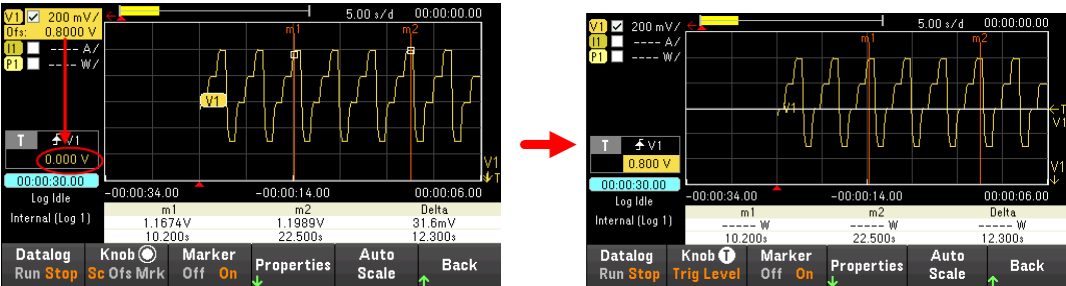 V1 200 mV/ 5.00 s/d 00:00:00.00
Ofs: 0.8000 V m1 m2
I1 ---- A/
P1 ---- W/
V1
T V1
0.000 V
V1
T
00:00:30.00
-00:00:34.00 -00:00:14.00 00:00:06.00
Log Idle
m1 m2 Delta
Internal (Log 1) 1.1674V 1.1989V 31.6mV
10.200s 22.500s 12.300s
Datalog Knob Marker Properties Auto Back
Run Stop Sc Ofs Mrk Off On Scale
V1 200 mV/ 5.00 s/d 00:00:00.00
I1 ---- A/ m1 m2
P1 ---- W/
V1
T
V1
T V1
0.800 V
V1
00:00:30.00
-00:00:34.00 -00:00:14.00 00:00:06.00
Log Idle
m1 m2 Delta
Internal (Log 1) ----- W ----- W ----- W
10.200s 22.500s 12.300s
Datalog Knob T Marker Properties Auto Back
Run Stop Trig Level Off On Scale